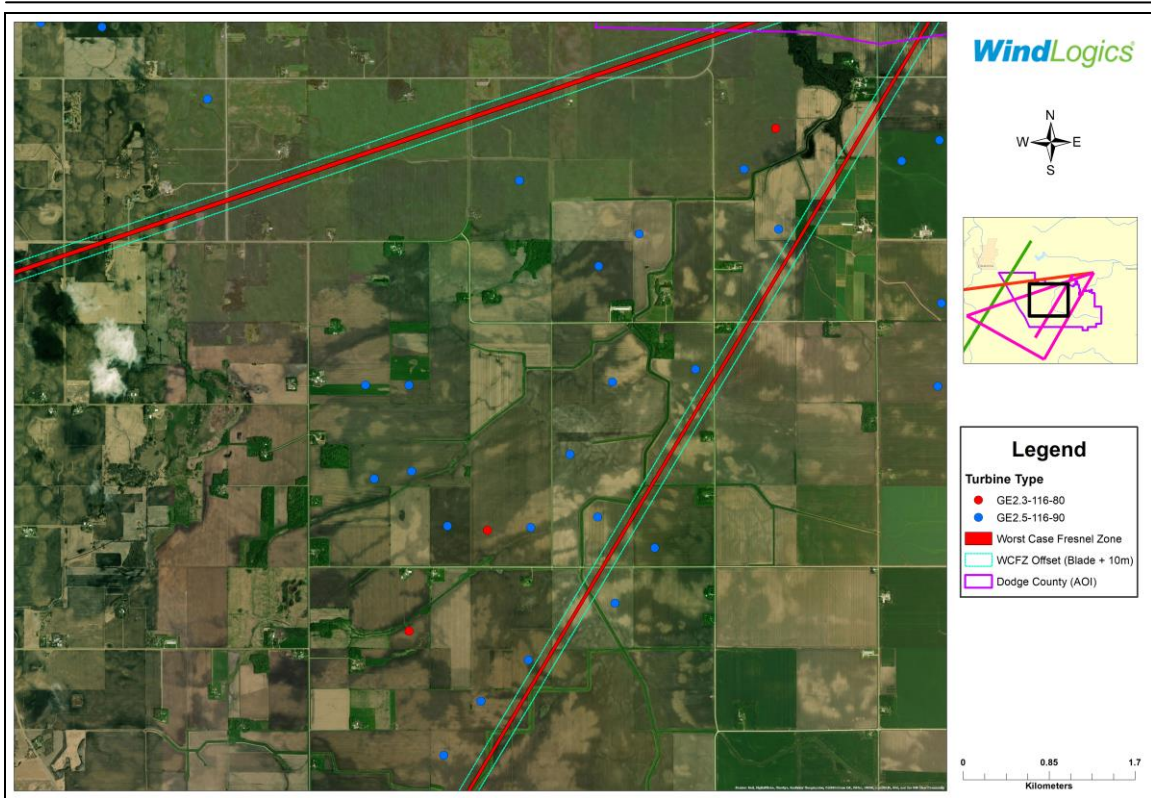 WindLogics
N
W E
S
Legend
Turbine Type
GE2.3-116-80
GE2.5-116-90
Worst Case Fresnel Zone
WCFZ Offset (Blade + 10m)
Dodge County (AOI)
0 0.85 1.7
Kilometers